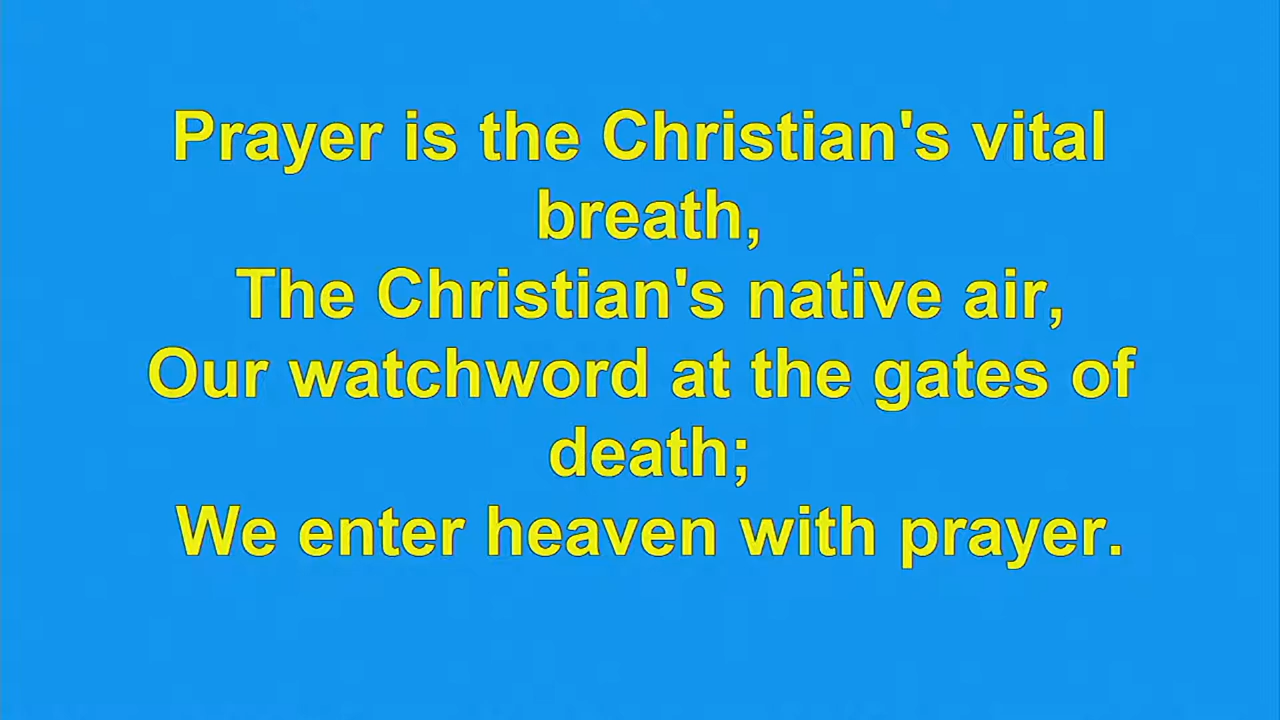 Prayer is the Christian's vital
breath,
The Christian's native air,
Our watchword at the gates of
death;
We enter heaven with prayer.